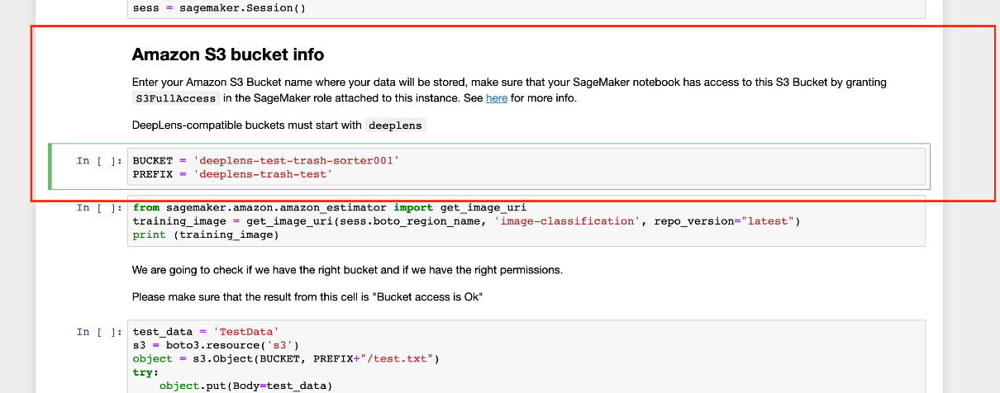 sess = sagemaker.Session()
Amazon S3 bucket info
Enter your Amazon S3 Bucket name where your data will be stored, make sure that your SageMaker notebook has access to this S3 Bucket by granting
S3FullAccess in the SageMaker role attached to this instance. See here for more info.
DeepLens-compatible buckets must start with deeplens
In [ ]: BUCKET = 'deeplens-test-trash-sorter001'
PREFIX = 'deeplens-trash-test'
In [ ]: from sagemaker.amazon.amazon_estimator import get_image_uri
training_image = get_image_uri(sess.boto_region_name, 'image-classification', repo_version="latest")
print (training_image)
We are going to check if we have the right bucket and if we have the right permissions.
Please make sure that the result from this cell is "Bucket access is Ok"
In [ ]: test_data = 'TestData'
s3 = boto3.resource('s3')
object = s3.Object(BUCKET, PREFIX+"/test.txt")
try:
    object.put(Body=test_data)